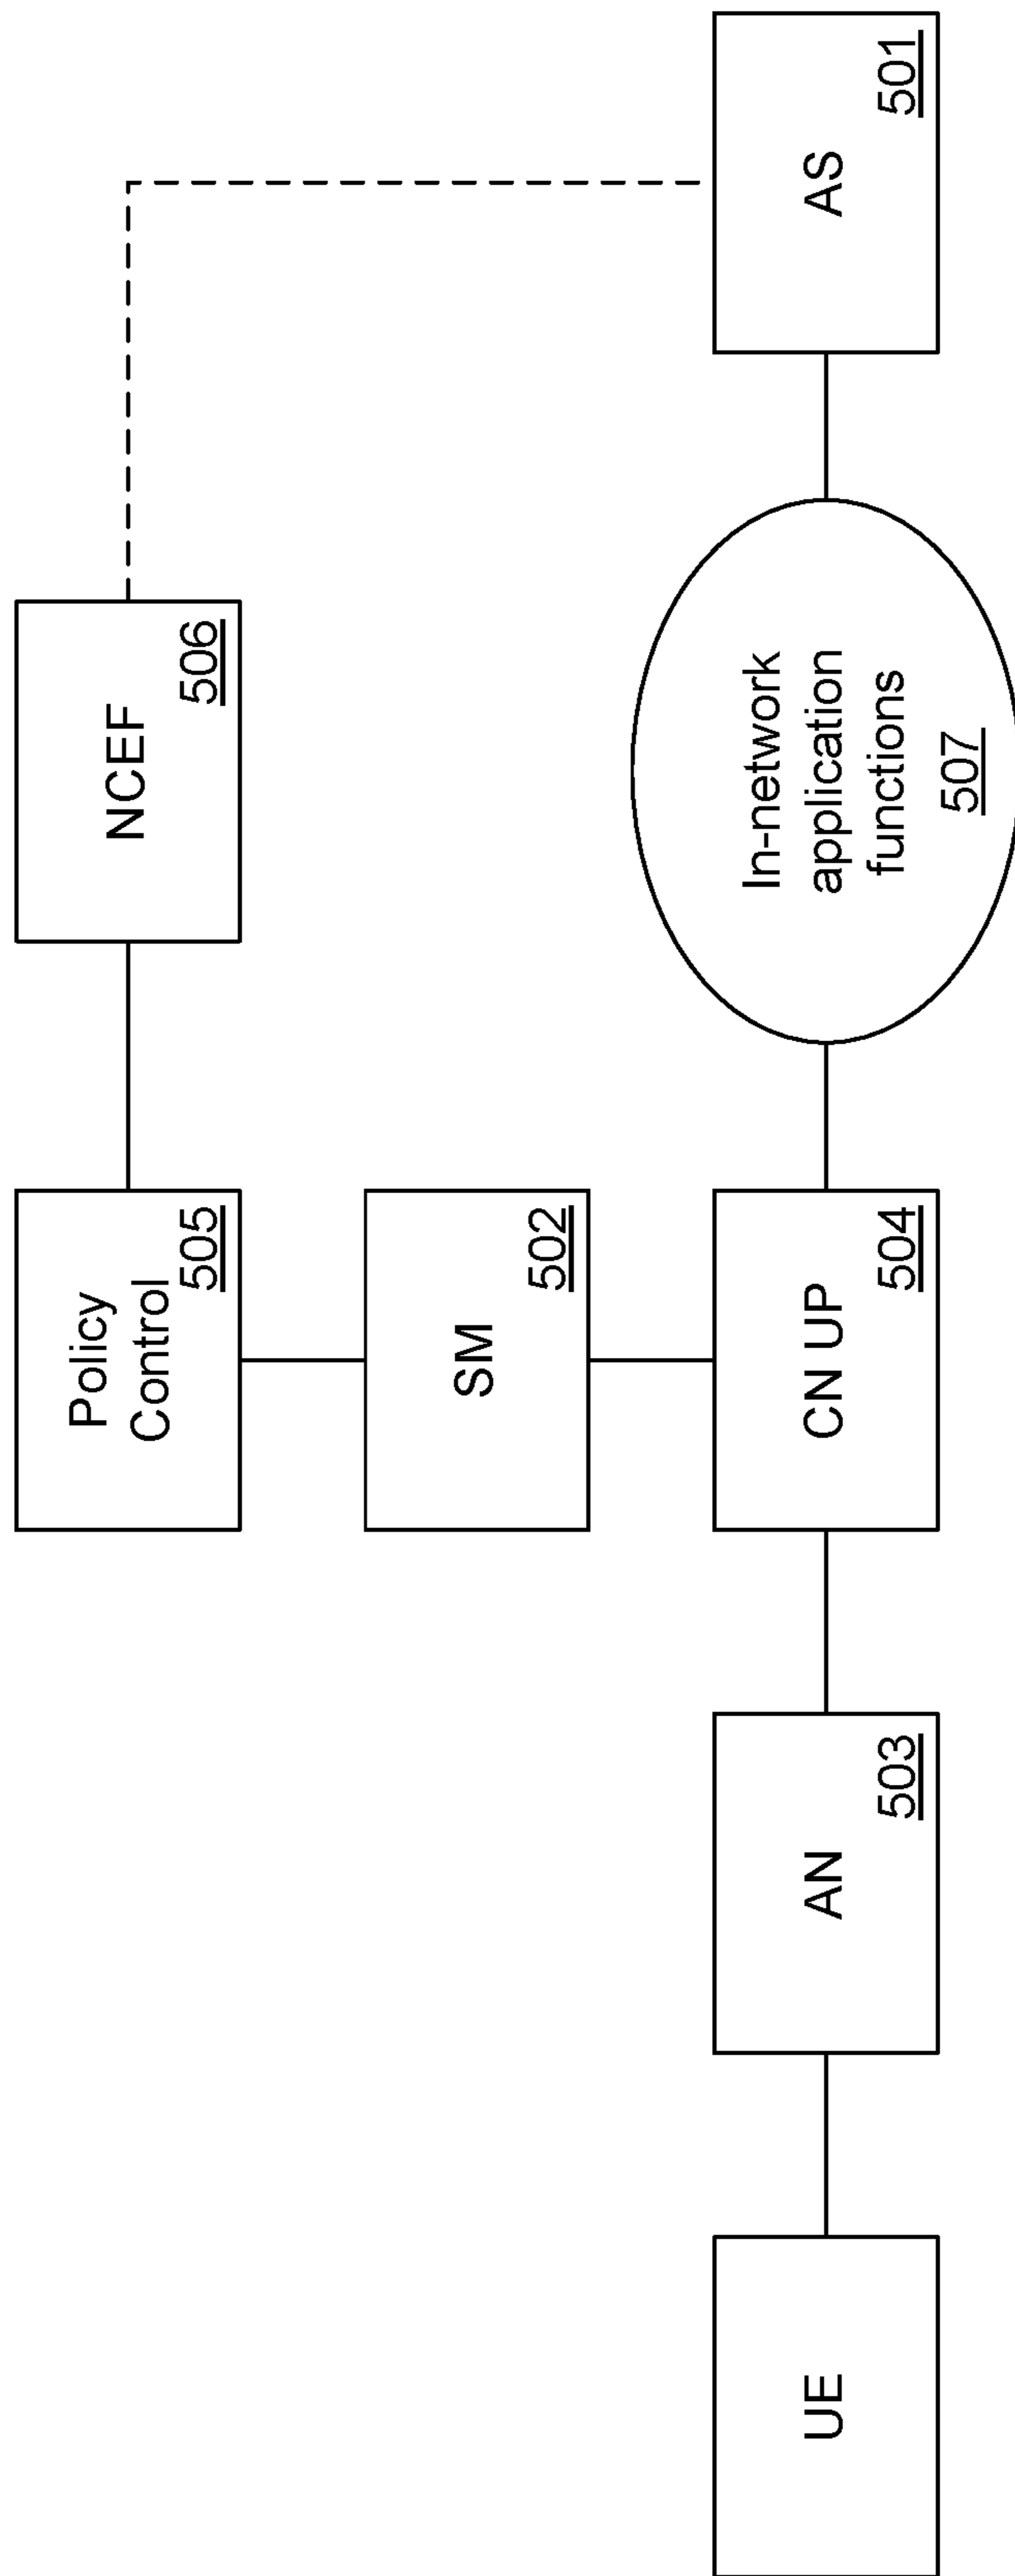 Policy
Control
505
NCEF
506
SM
502
UE
AN
503
CN UP
504
In-network
application
functions
507
AS
501